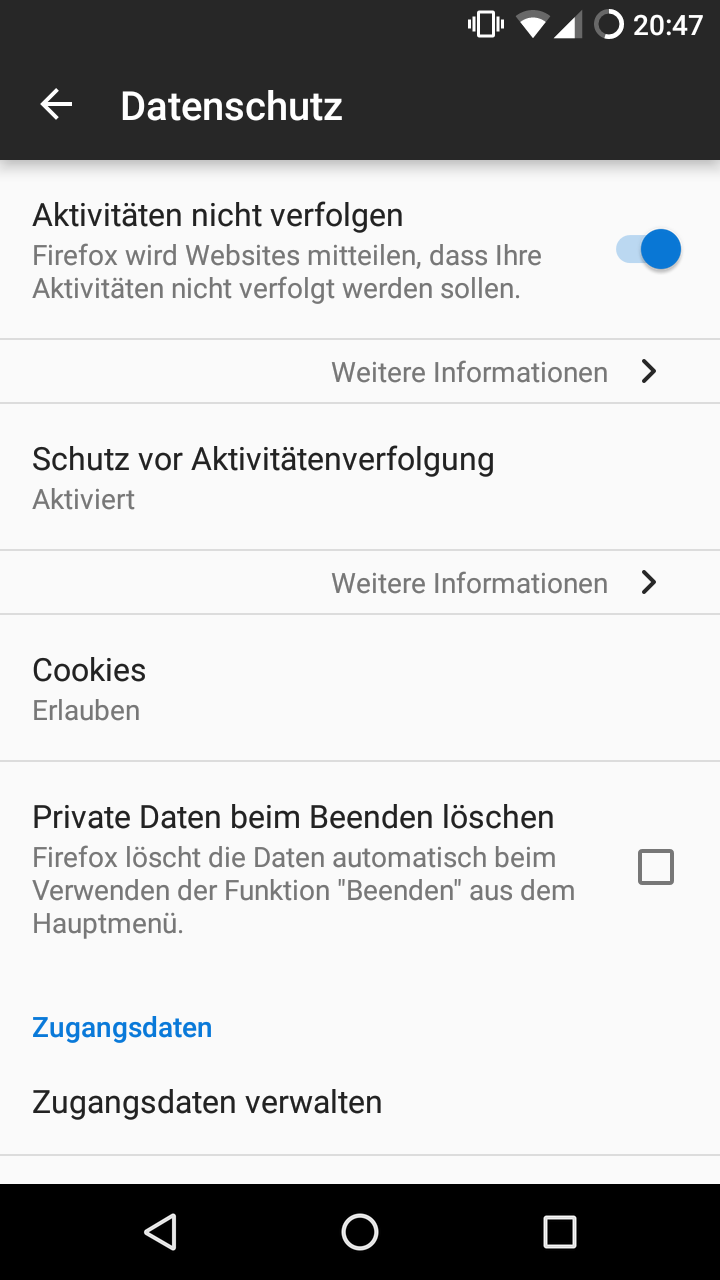 20:47
Datenschutz
Aktivitäten nicht verfolgen
Firefox wird Websites mitteilen, dass Ihre
Aktivitäten nicht verfolgt werden sollen.
Weitere Informationen
Schutz vor Aktivitätenverfolgung
Aktiviert
Weitere Informationen
Cookies
Erlauben
Private Daten beim Beenden löschen
Firefox löscht die Daten automatisch beim
Verwenden der Funktion "Beenden" aus dem
Hauptmenü.
Zugangsdaten
Zugangsdaten verwalten